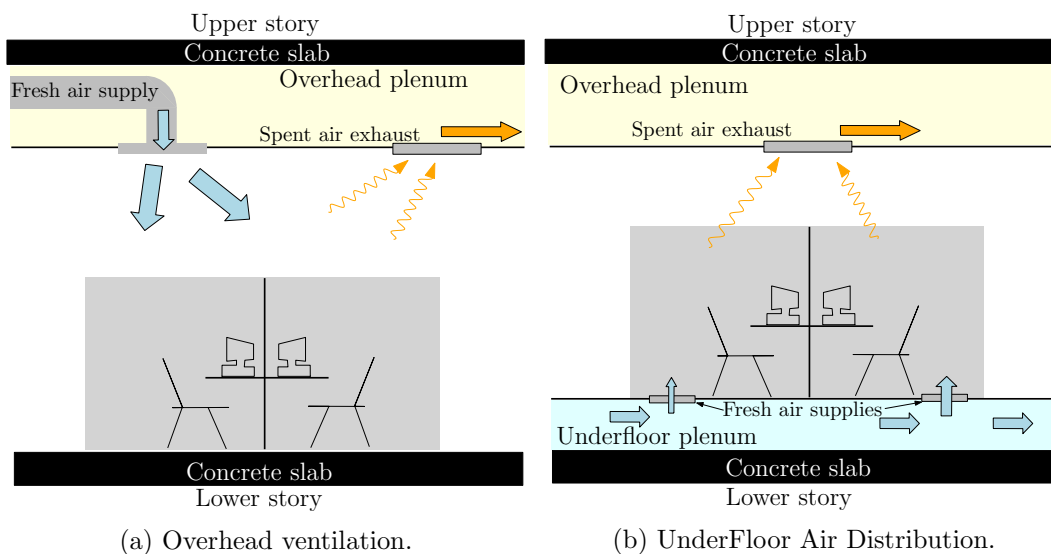 Upper story
Concrete slab
Overhead plenum
Fresh air supply
Spent air exhaust
Concrete slab
Lower story
(a) Overhead ventilation.
Upper story
Concrete slab
Overhead plenum
Spent air exhaust
Fresh air supplies
Underfloor plenum
Concrete slab
Lower story
(b) UnderFloor Air Distribution.